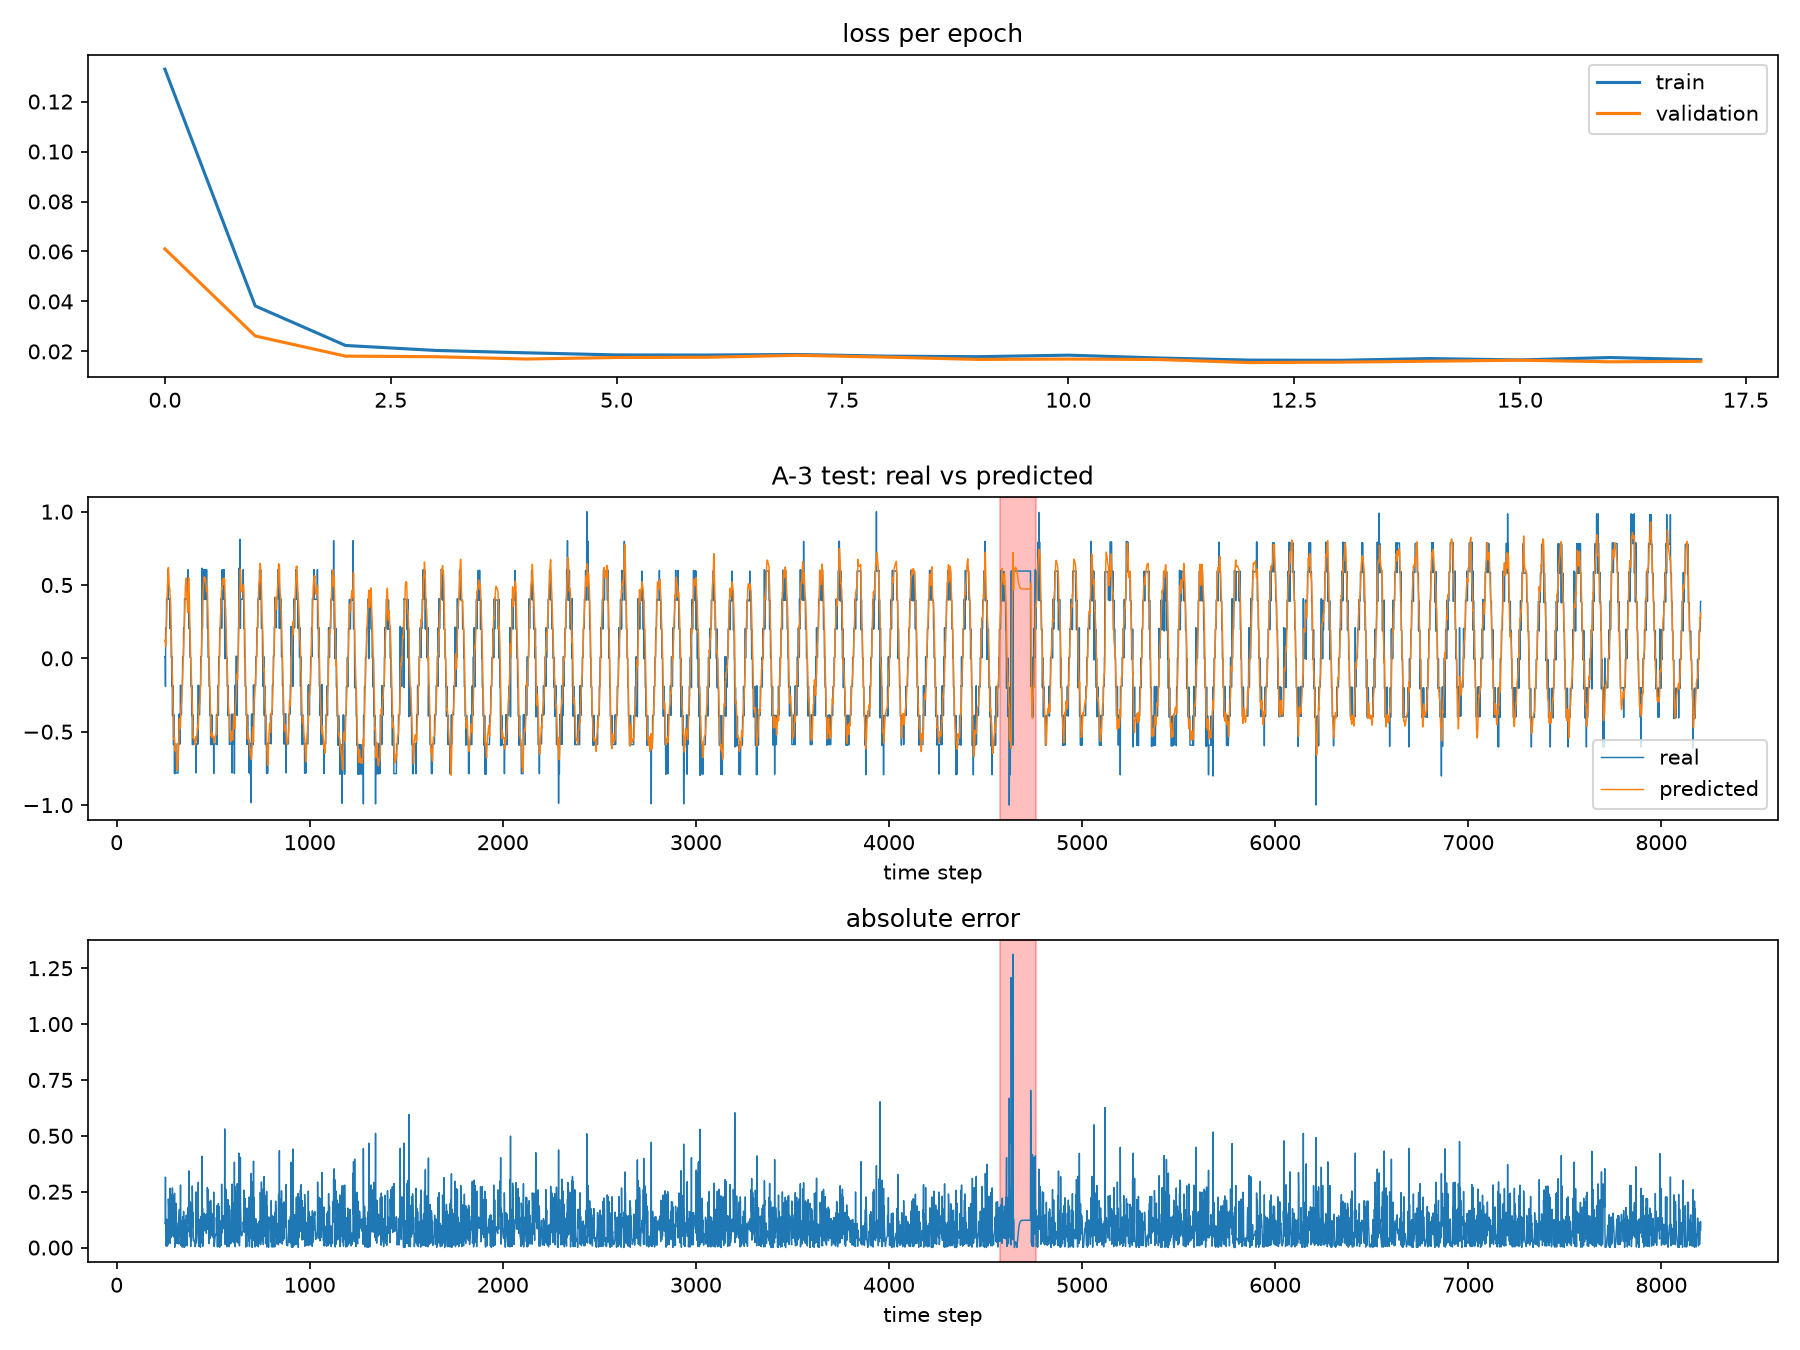 loss per epoch
0.12
0.10
0.08
0.06
0.04
0.02
train
validation
0.0 2.5 5.0 7.5 10.0 12.5 15.0 17.5
A-3 test: real vs predicted
1.0
0.5
0.0
−0.5
−1.0
real
predicted
0 1000 2000 3000 4000 5000 6000 7000 8000
time step
absolute error
1.25
1.00
0.75
0.50
0.25
0.00
0 1000 2000 3000 4000 5000 6000 7000 8000
time step